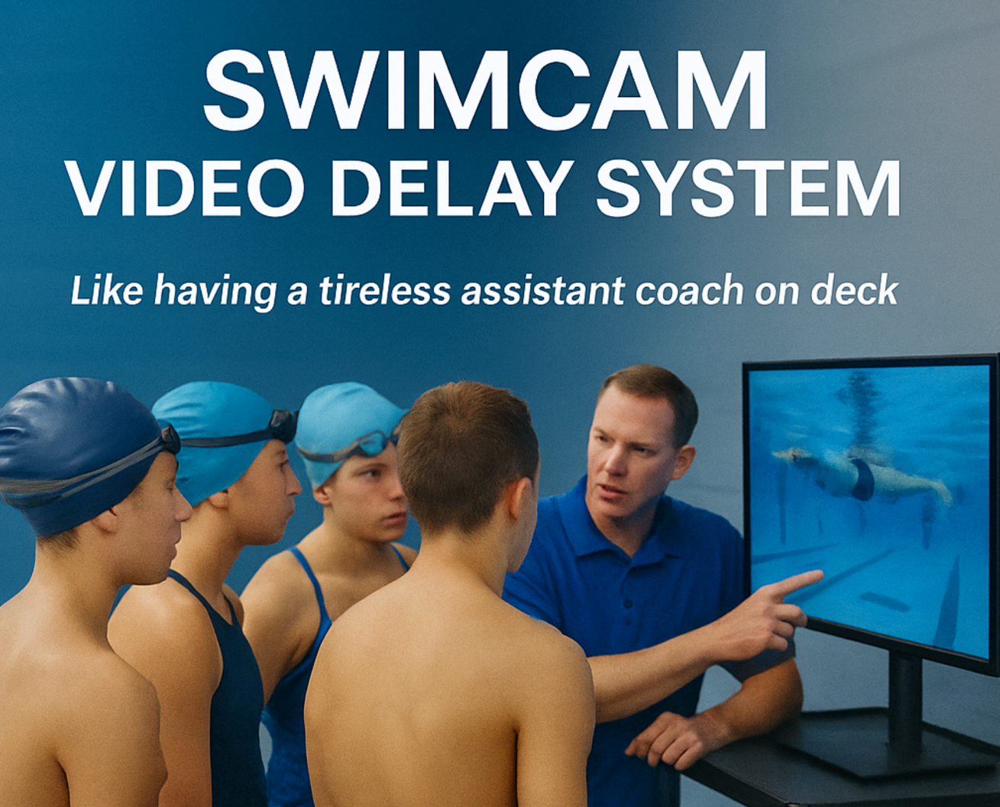 SWIMCAM
VIDEO DELAY SYSTEM
Like having a tireless assistant coach on deck